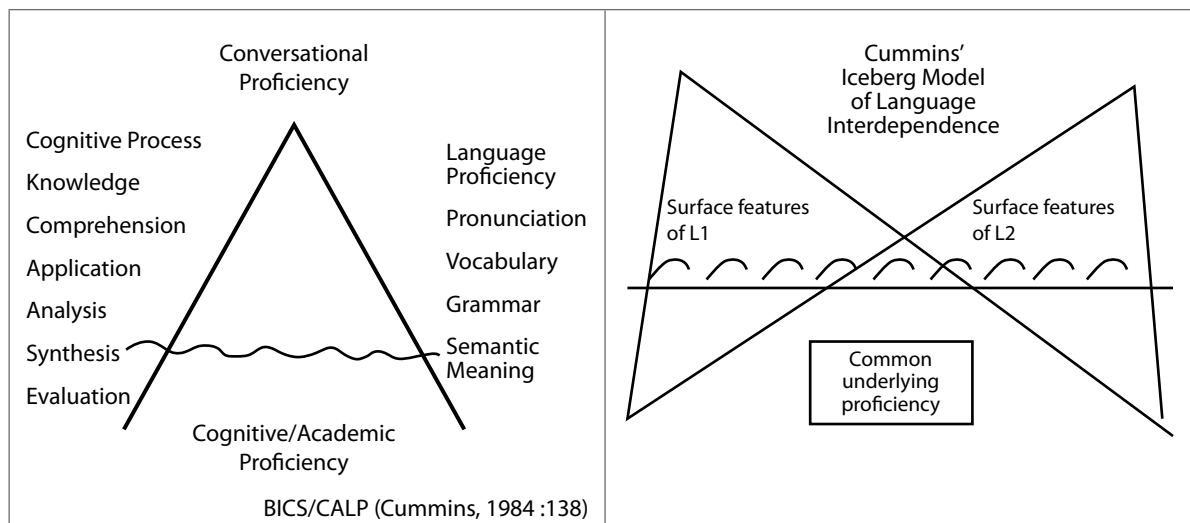 Conversational
Proficiency
Cognitive Process
Knowledge
Comprehension
Application
Analysis
Synthesis
Evaluation
Language
Proficiency
Pronunciation
Vocabulary
Grammar
Semantic
Meaning
Cognitive/Academic
Proficiency
BICS/CALP (Cummins, 1984 :138)
Cummins’
Iceberg Model
of Language
Interdependence
Surface features
of L1
Surface features
of L2
Common
underlying
proficiency